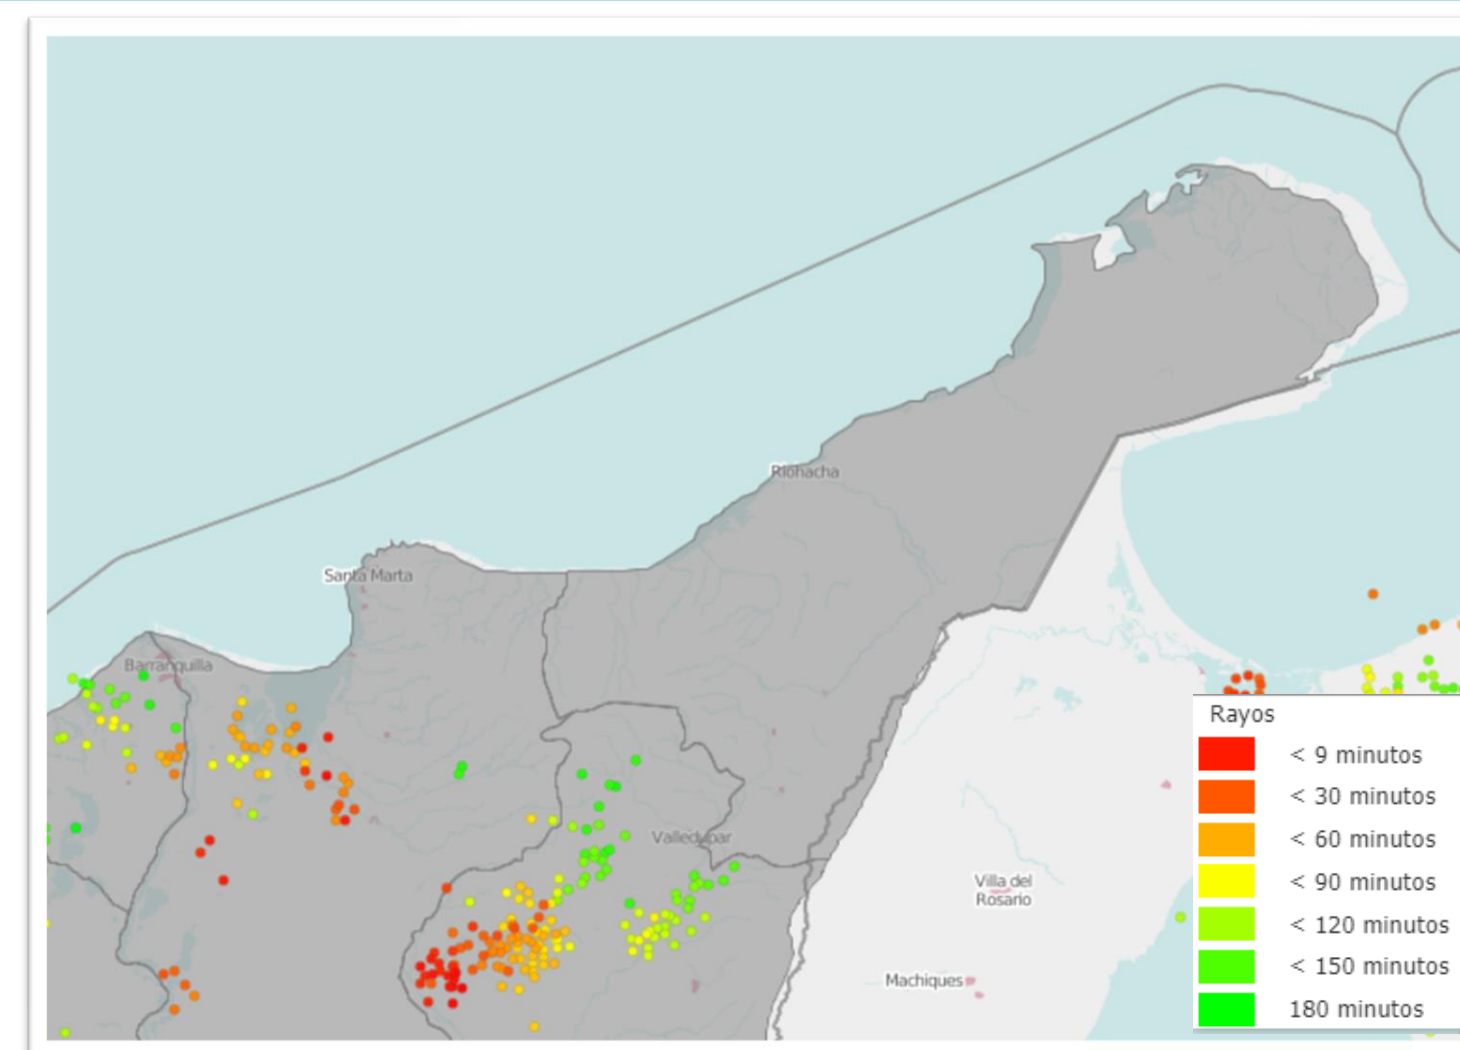 Riohacha
Santa Marta
Barranquilla
Valledupar
Villa del
Rosario
Machiques
Rayos
< 9 minutos
< 30 minutos
< 60 minutos
< 90 minutos
< 120 minutos
< 150 minutos
180 minutos